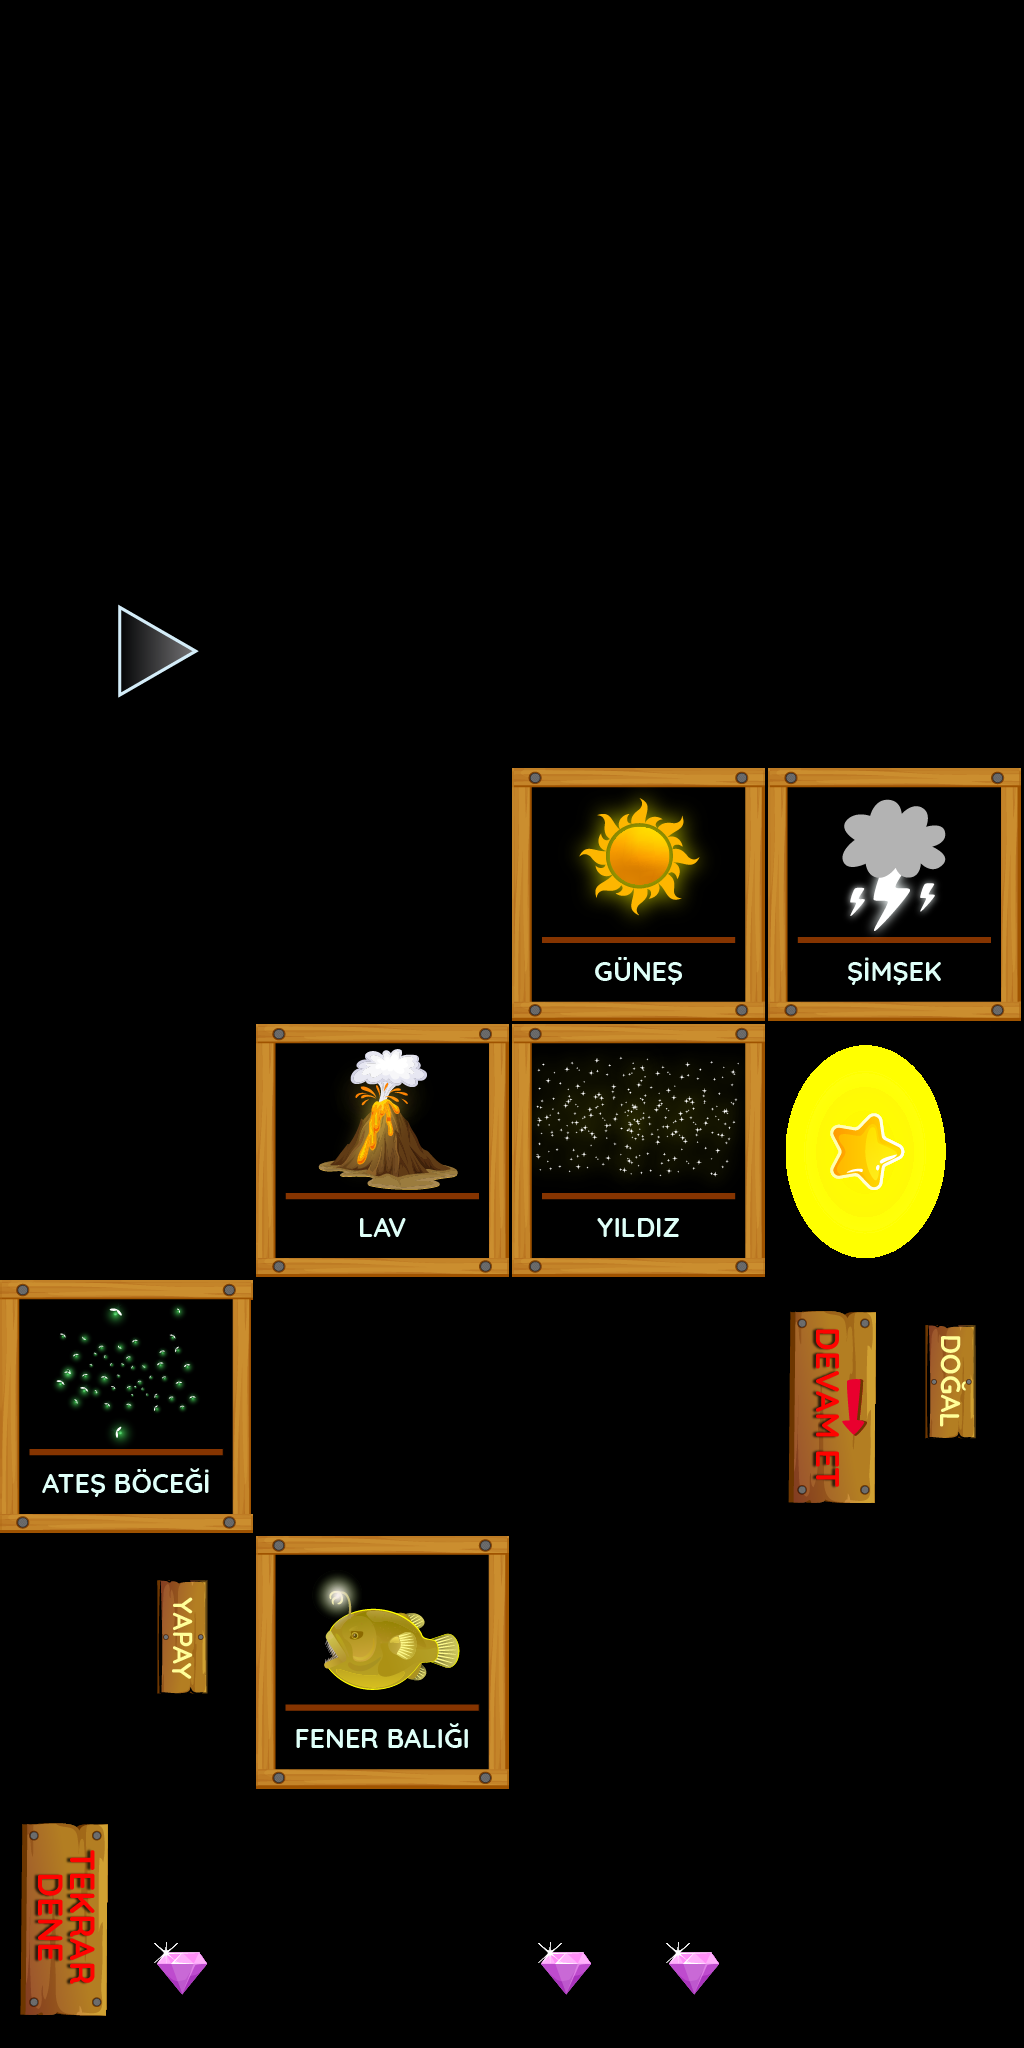 GÜNEŞ
ŞİMŞEK
LAV
YILDIZ
ATEŞ BÖCEĞİ
DEVAM ET
DOĞAL
YAPAY
FENER BALIĞI
TEKRAR
DENE